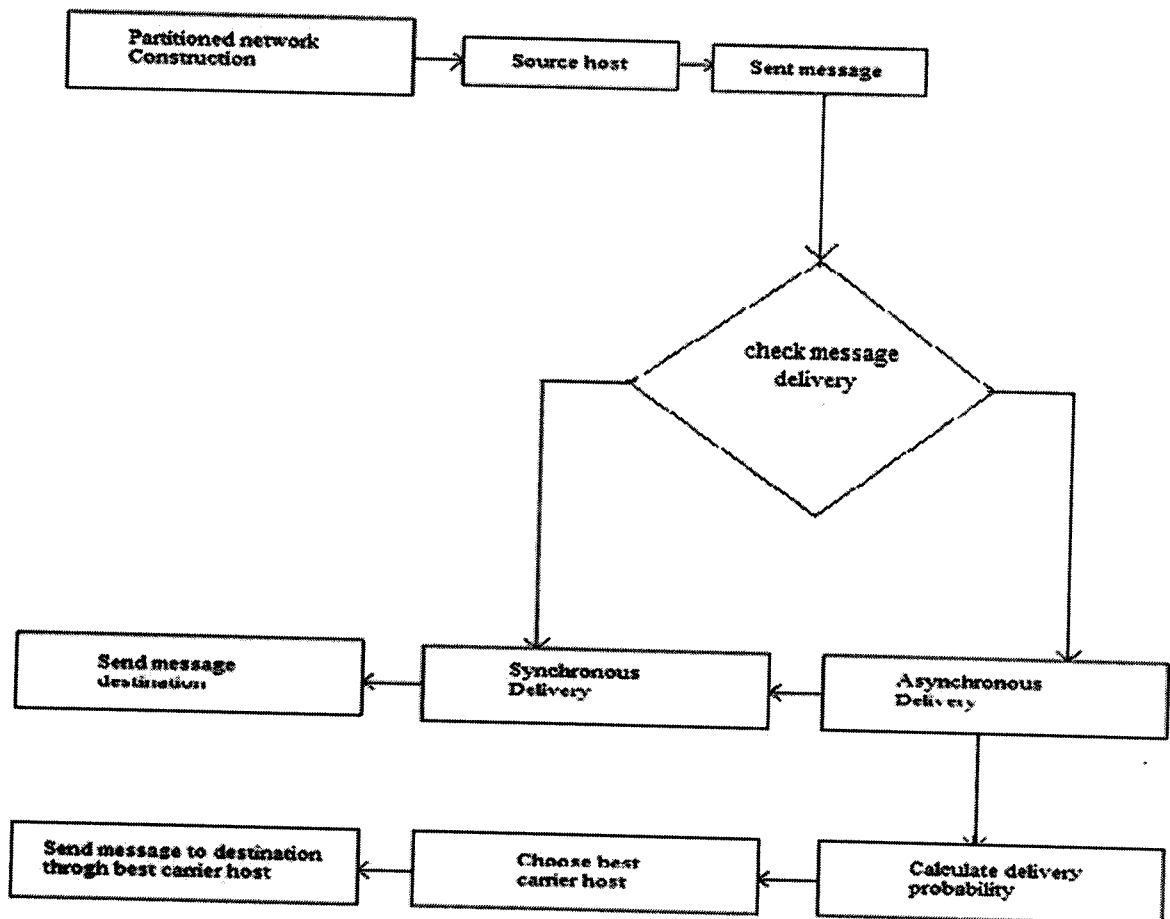 Partitioned network
Construction
Source host
Sent message
check message
delivery
Send message
destination
Synchronous
Delivery
Asynchronous
Delivery
Send message to destination
throgh best carrier host
Choose best
carrier host
Calculate delivery
probability